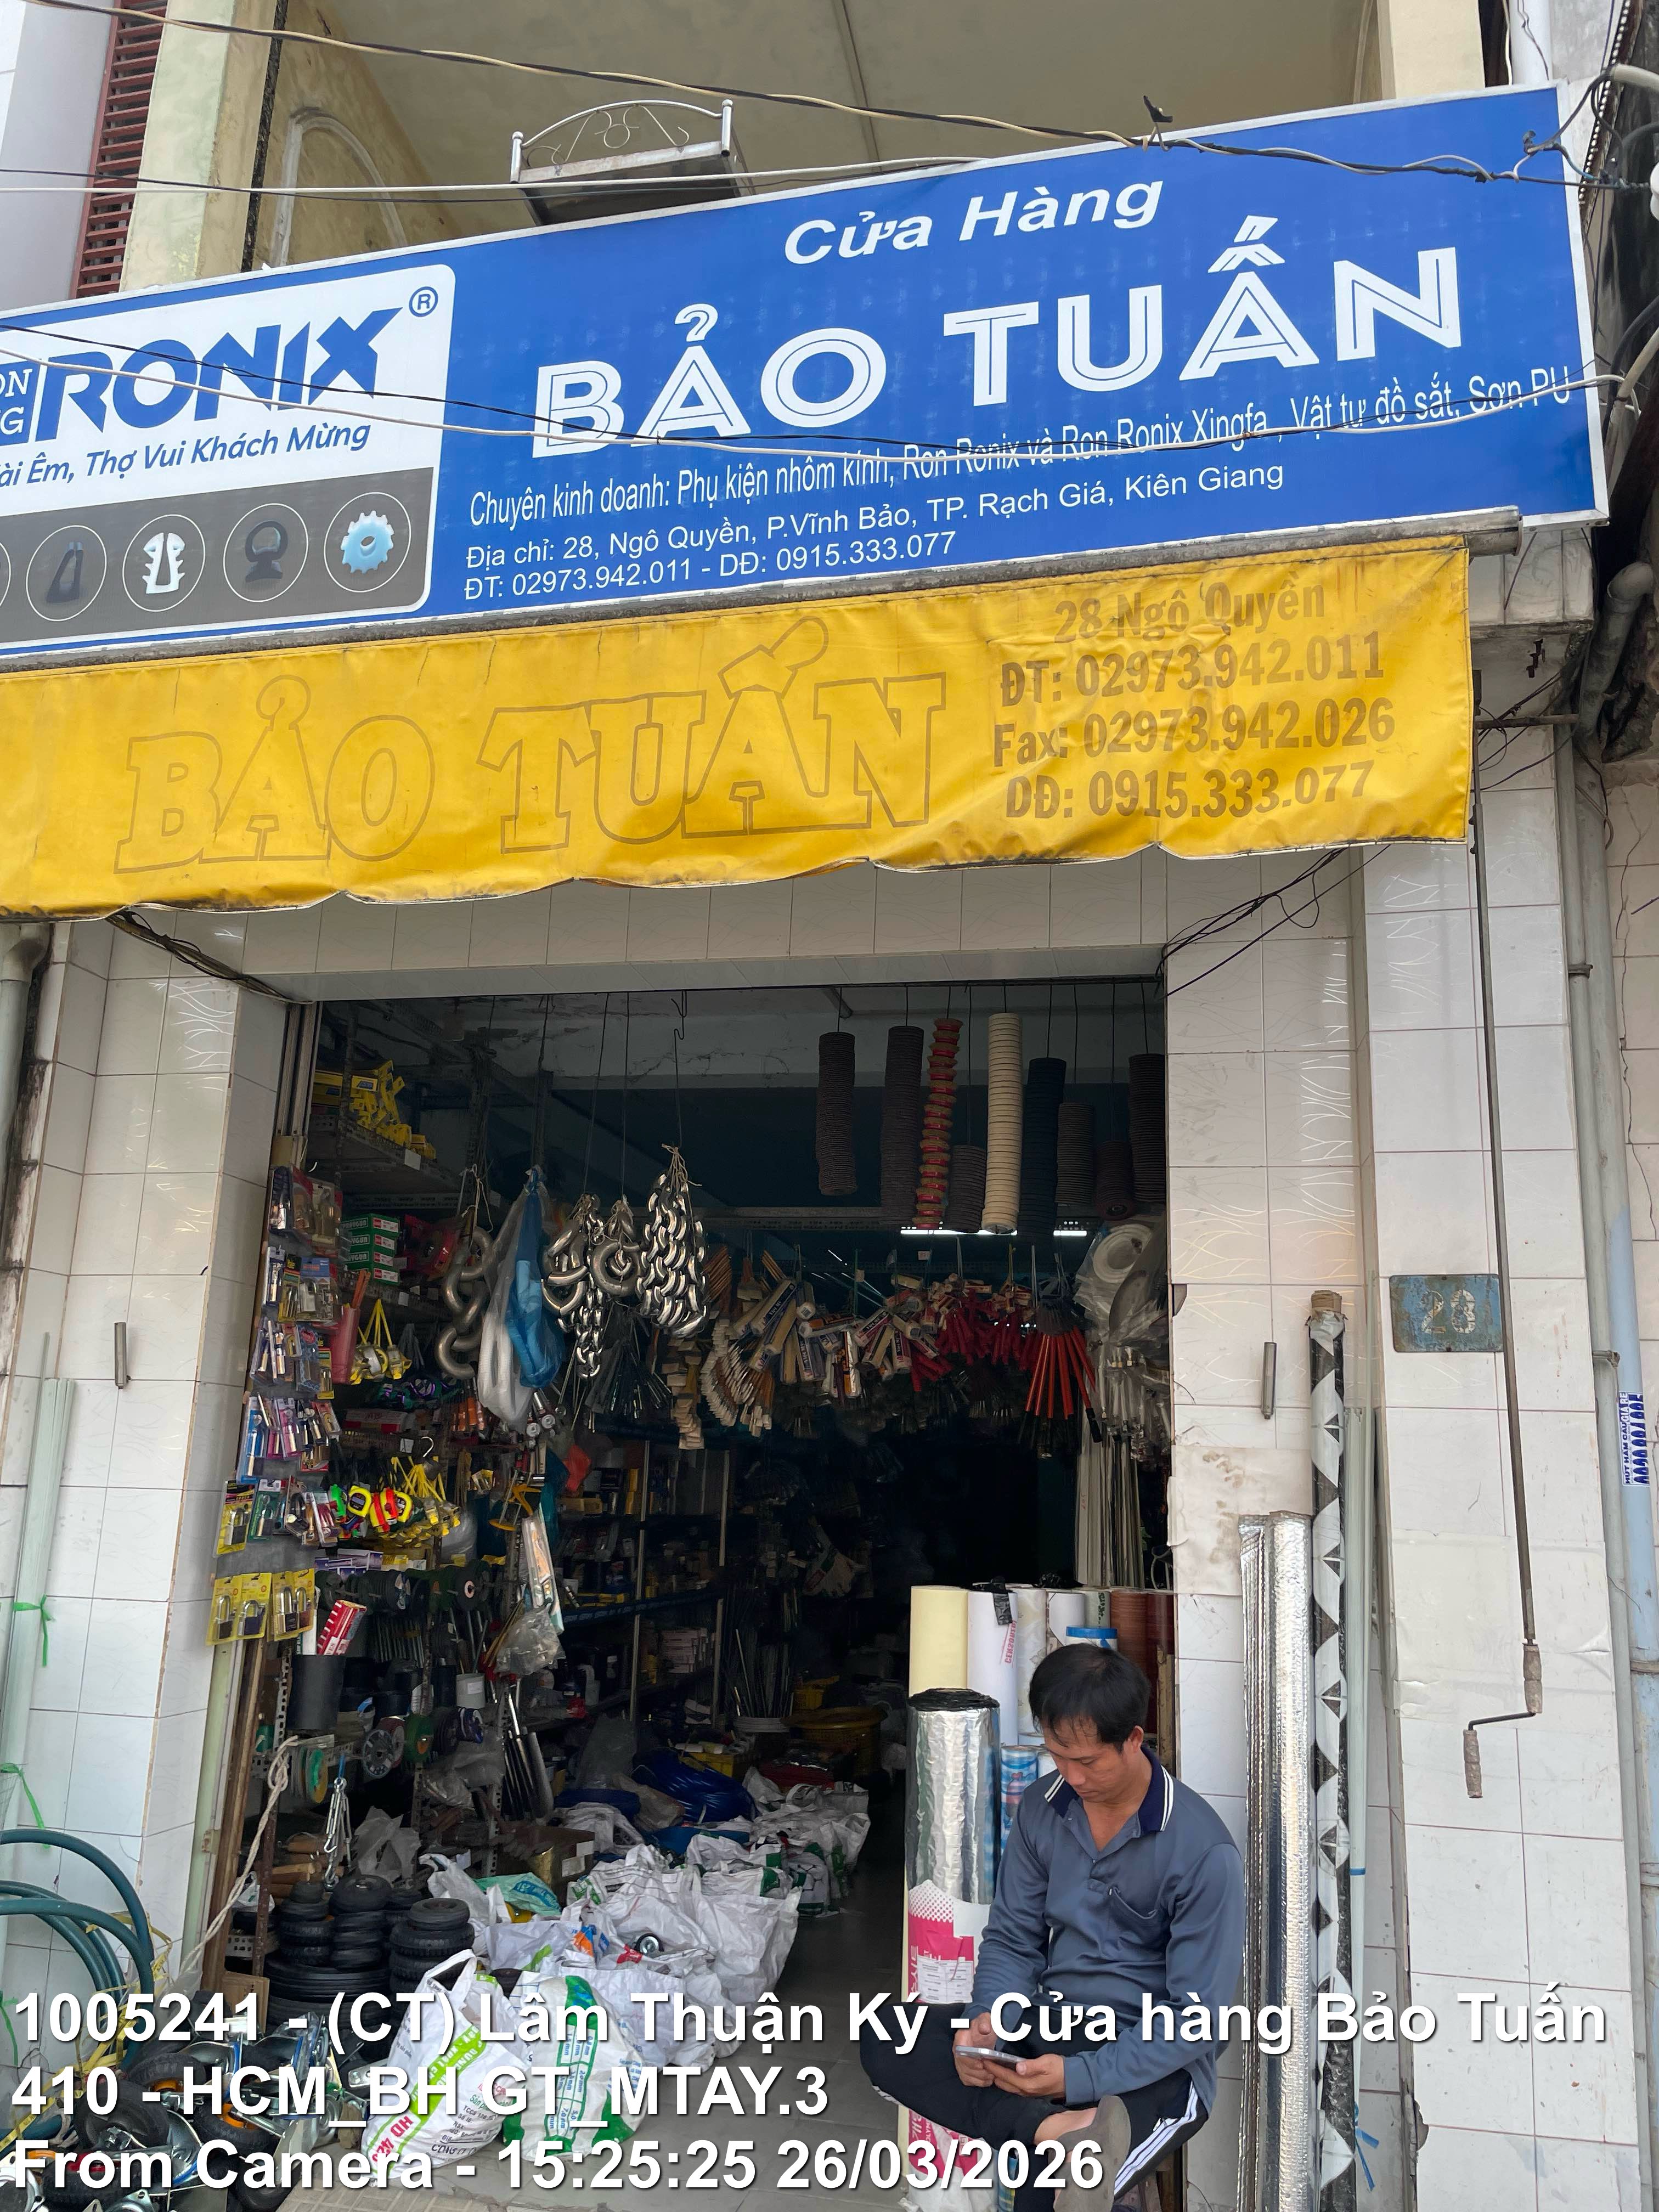 Cửa Hàng
BẢO TUẤN
RONIX®
ÔN
NG
ài Êm, Thợ Vui Khách Mừng
Chuyên kinh doanh: Phụ kiện nhôm kính, Ron Ronix và Ron Ronix Xingfa, Vật tư đồ sắt, Sơn PU
Địa chỉ: 28, Ngô Quyền, P.Vĩnh Bảo, TP. Rạch Giá, Kiên Giang
ĐT: 02973.942.011 - DĐ: 0915.333.077
BẢO TUẤN
28 Ngô Quyền
ĐT: 02973.942.011
Fax: 02973.942.026
DĐ: 0915.333.077
28
1005241 - (CT) Lâm Thuận Ký - Cửa hàng Bảo Tuấn
410 - HCM_BH GT_MTAY.3
From Camera - 15:25:25 26/03/2026